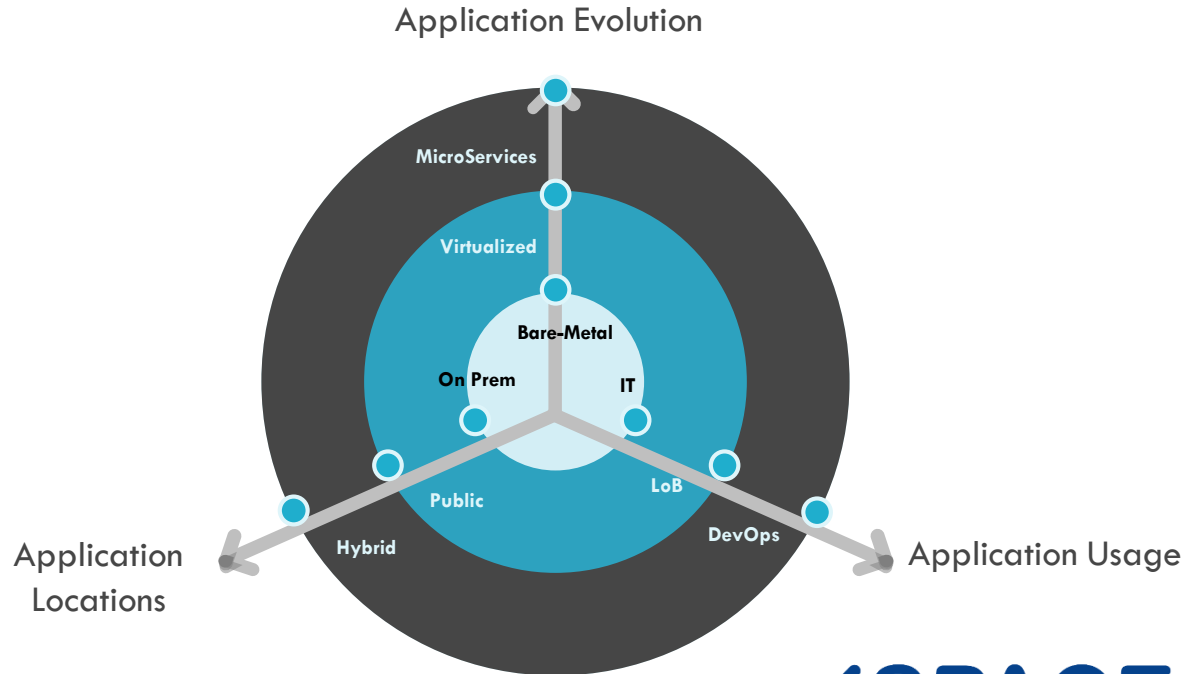 Application Evolution
MicroServices
Virtualized
Bare-Metal
On Prem
IT
Public
LoB
Hybrid
DevOps
Application
Locations
Application Usage